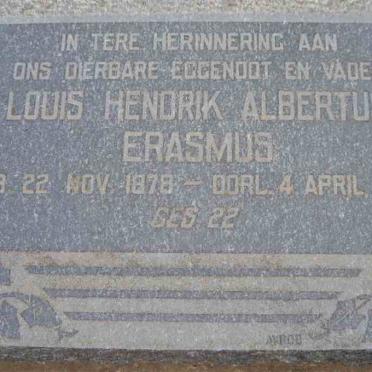 IN TERE HERINNERING AAN
ONS DIERBARE EGGENOOT EN VADE
LOUIS HENDRIK ALBERTU
ERASMUS
B. 22 NOV. 1878 — OORL. 4 APRIL
GES. 22